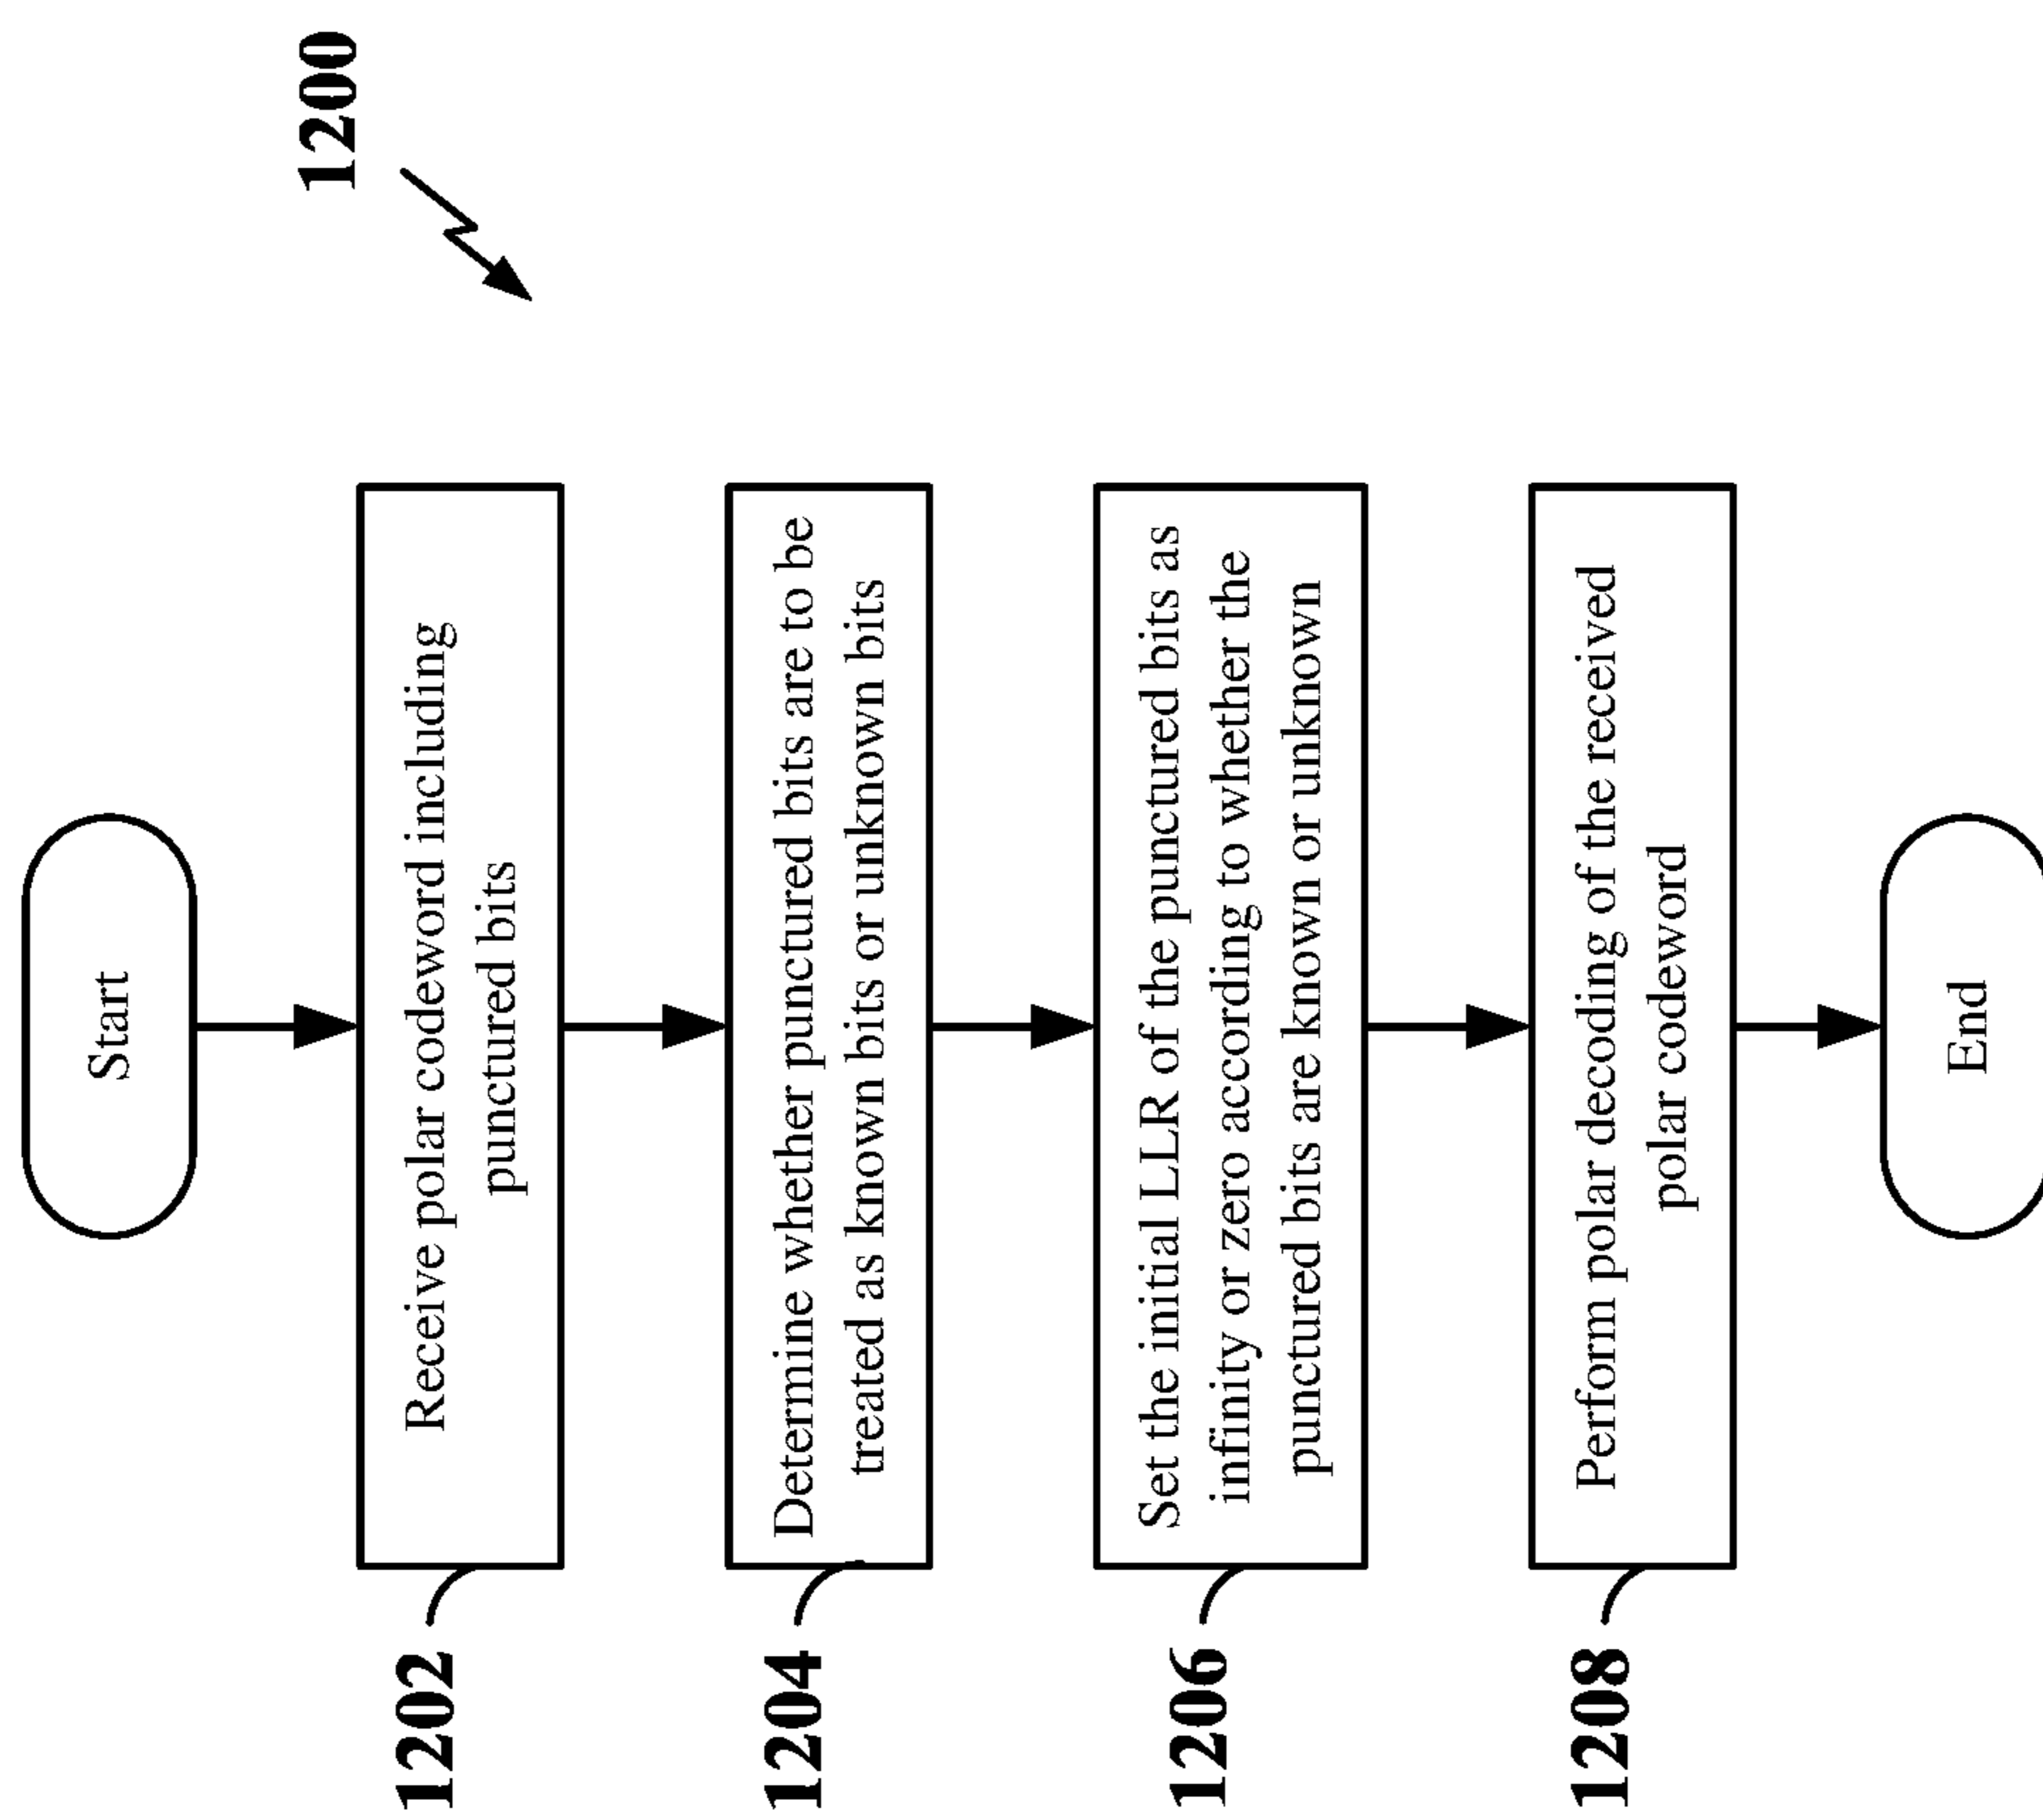 1200
Start
1202
Receive polar codeword including
punctured bits
1204
Determine whether punctured bits are to be
treated as known bits or unknown bits
1206
Set the initial LLR of the punctured bits as
infinity or zero according to whether the
punctured bits are known or unknown
1208
Perform polar decoding of the received
polar codeword
End